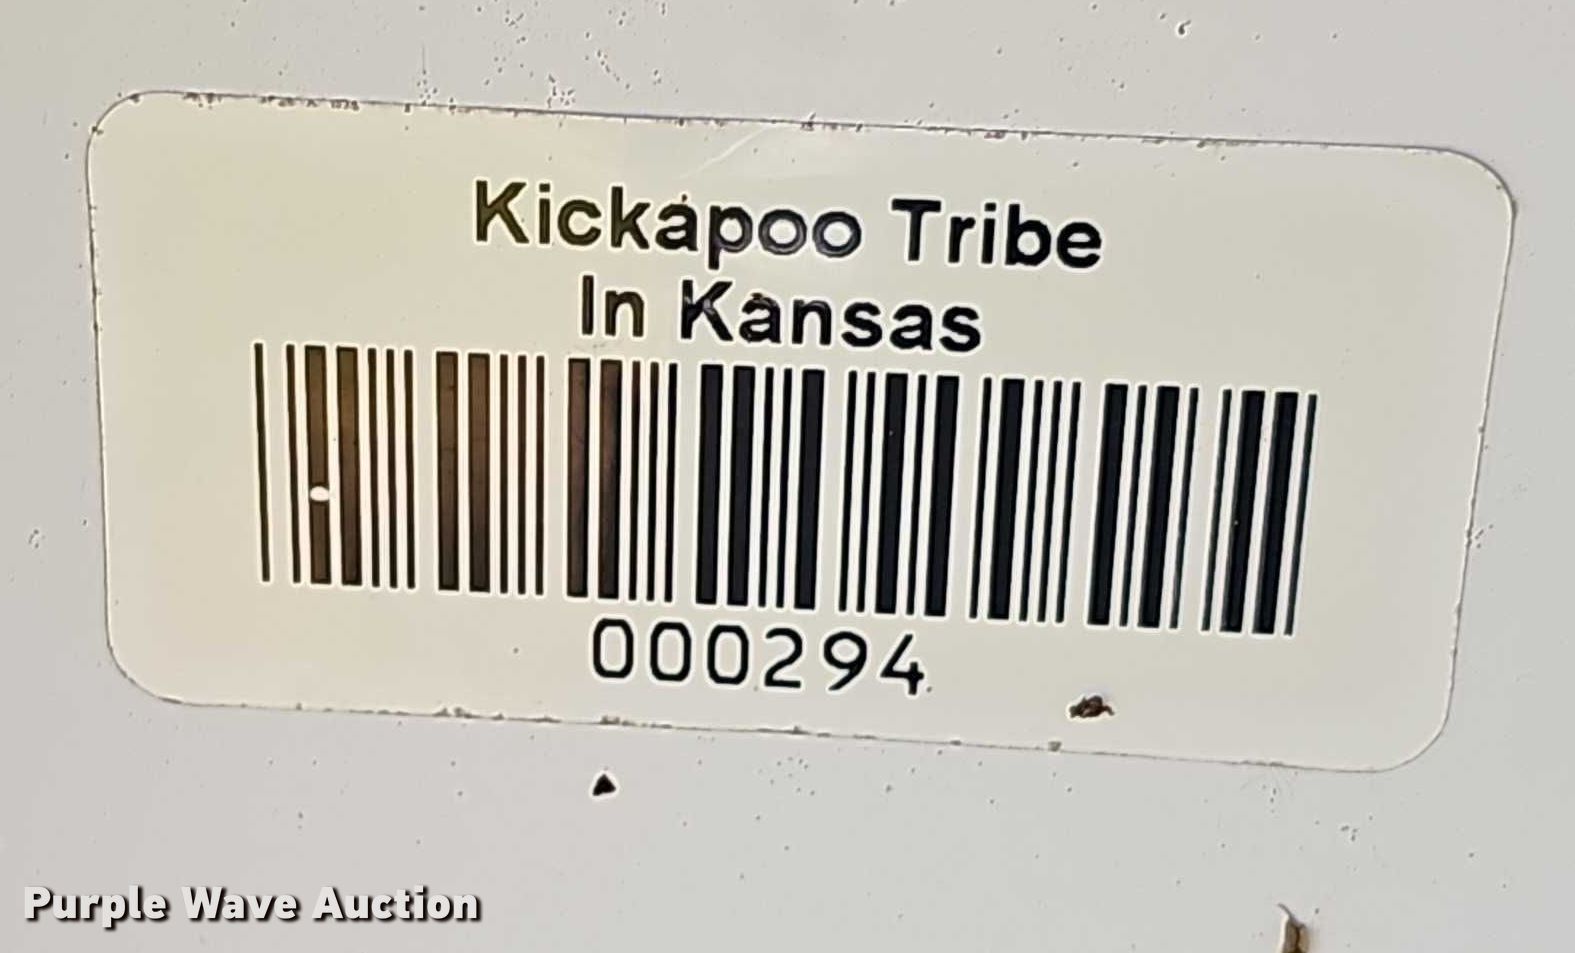 Kickapoo Tribe
In Kansas
000294
Purple Wave Auction